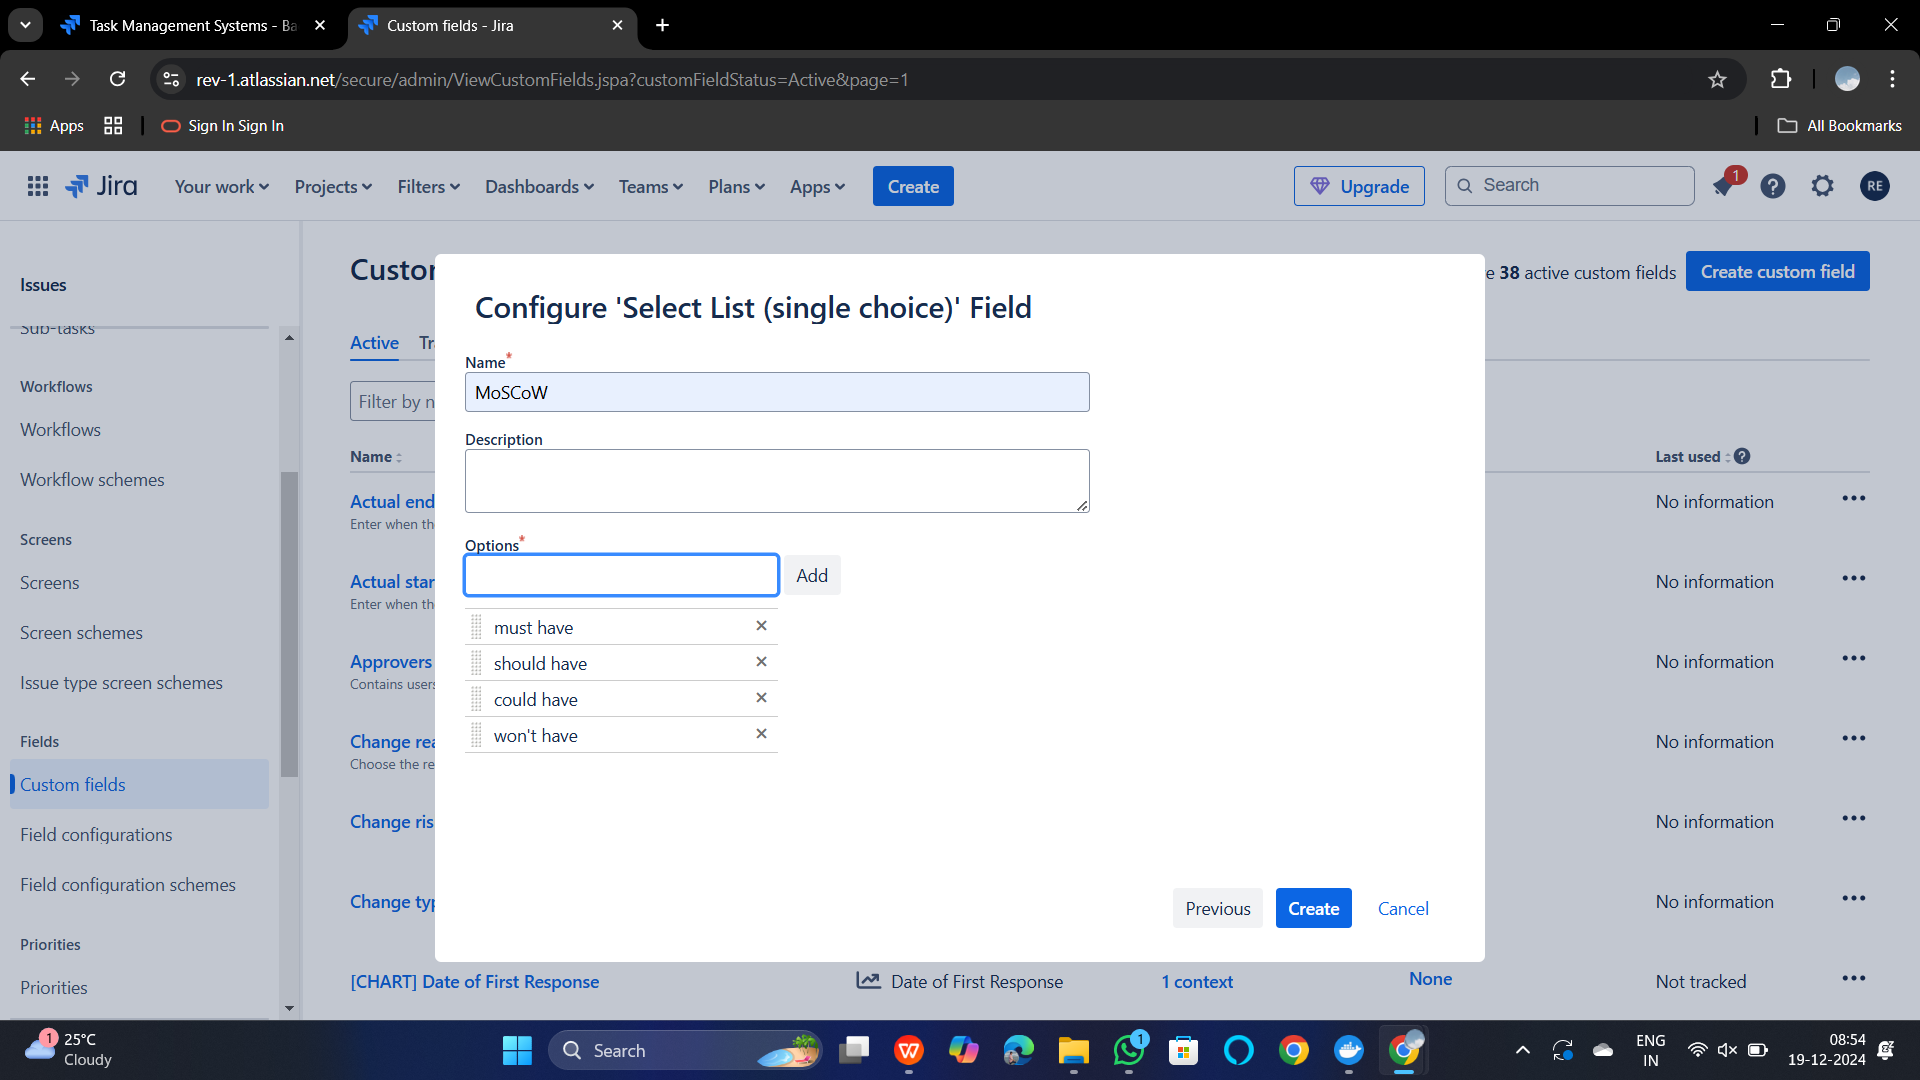 Task Management Systems - Ba
Custom fields - Jira
rev-1.atlassian.net/secure/admin/ViewCustomFields.jspa?customFieldStatus=Active&page=1
Apps
Sign In Sign In
All Bookmarks
Jira
Your work
Projects
Filters
Dashboards
Teams
Plans
Apps
Create
Upgrade
Search
1
RE
Issues
Sub-tasks
Workflows
Workflows
Workflow schemes
Screens
Screens
Screen schemes
Issue type screen schemes
Fields
Custom fields
Field configurations
Field configuration schemes
Priorities
Priorities
Custor
e 38 active custom fields
Create custom field
Active
Tr
Filter by n
Name
Last used
Actual end
Enter when th
No information
Actual star
Enter when th
No information
Approvers
Contains users
No information
Change rea
Choose the re
No information
Change ris
No information
Change typ
No information
[CHART] Date of First Response
Date of First Response
1 context
None
Not tracked
Configure 'Select List (single choice)' Field
Name*
MoSCoW
Description
Options*
Add
must have
should have
could have
won't have
Previous
Create
Cancel
1
25°C
Cloudy
Search
1
ENG
IN
08:54
19-12-2024